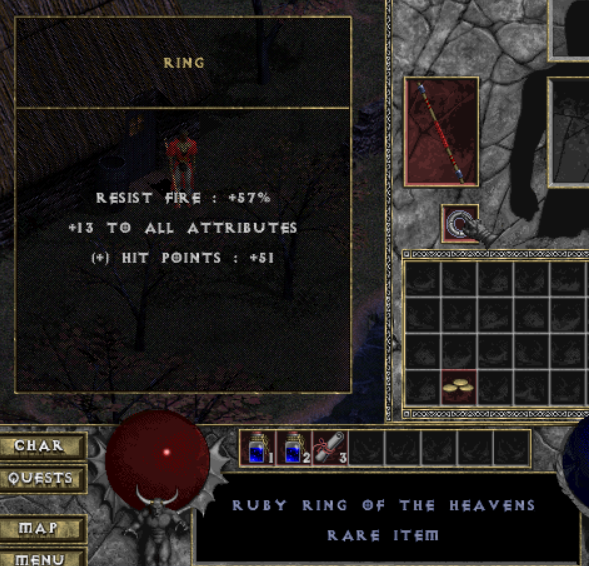 RING
RESIST FIRE : +57%
+13 TO ALL ATTRIBUTES
(+) HIT POINTS : +51
CHAR
QUESTS
MAP
MENU
1 2 3
RUBY RING OF THE HEAVENS
RARE ITEM